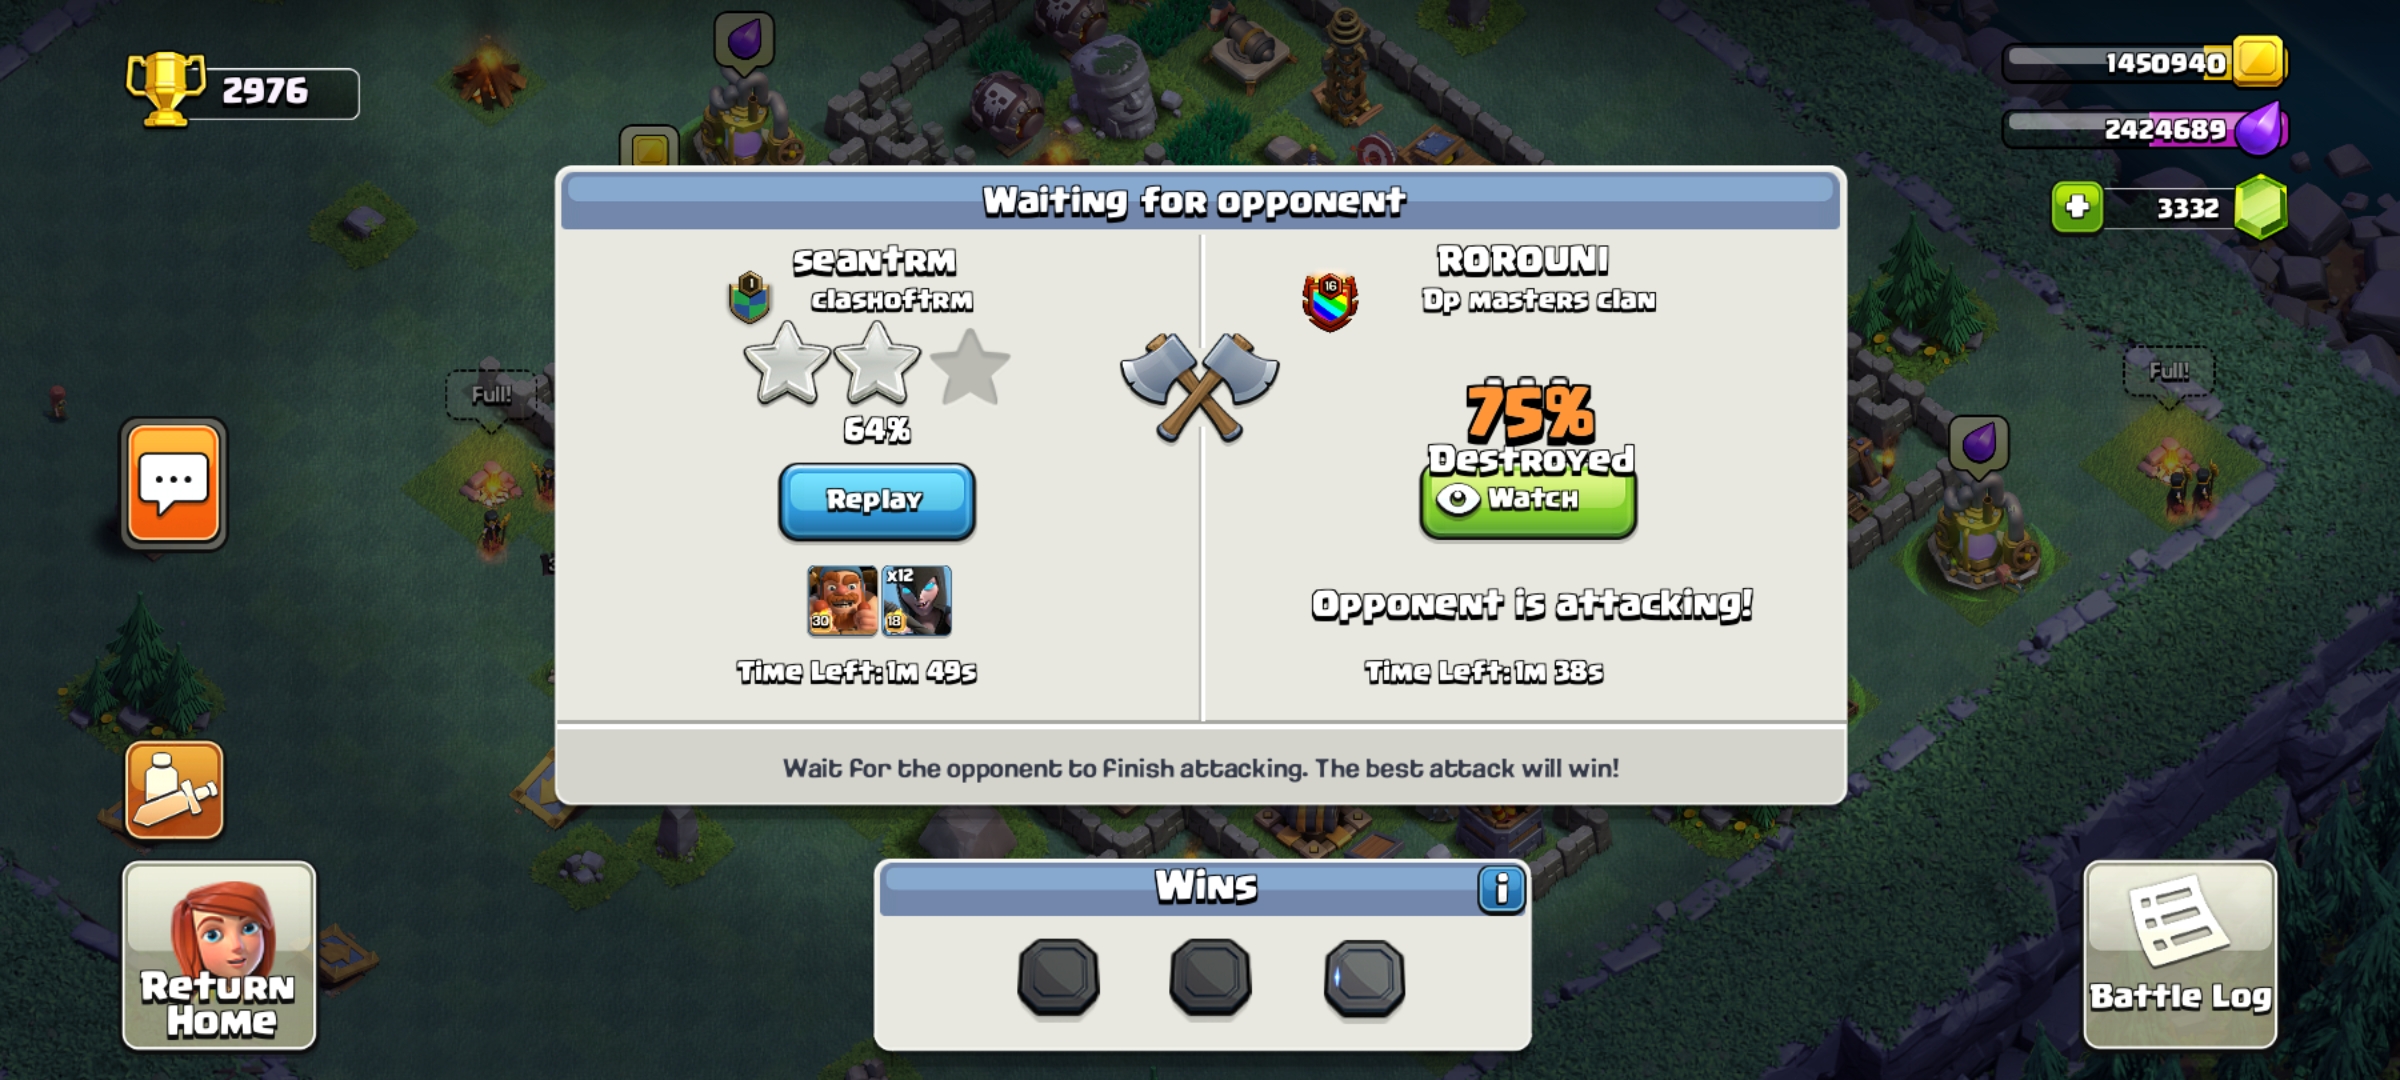 2976
1450940
2424689
3332
Waiting for opponent
seantrm
clashoftrm
1
64%
Replay
30
x12
18
Time Left:1m 49s
ROROUNI
Dp masters clan
16
75%
Destroyed
Watch
Opponent is attacking!
Time Left:1m 38s
Wait for the opponent to finish attacking. The best attack will win!
Full!
Full!
Wins
i
Return
Home
Battle Log